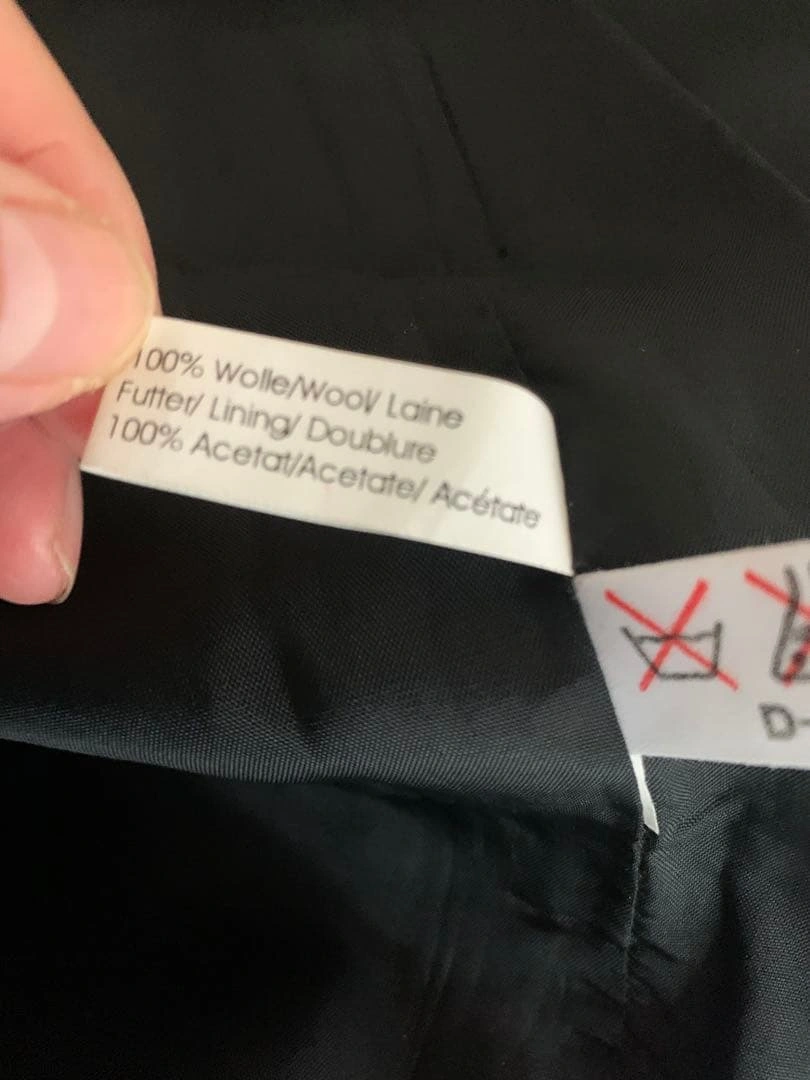 100% Wolle/Wool/ Laine
Futter/ Lining/ Doublure
100% Acetat/Acetate/ Acétate
D-